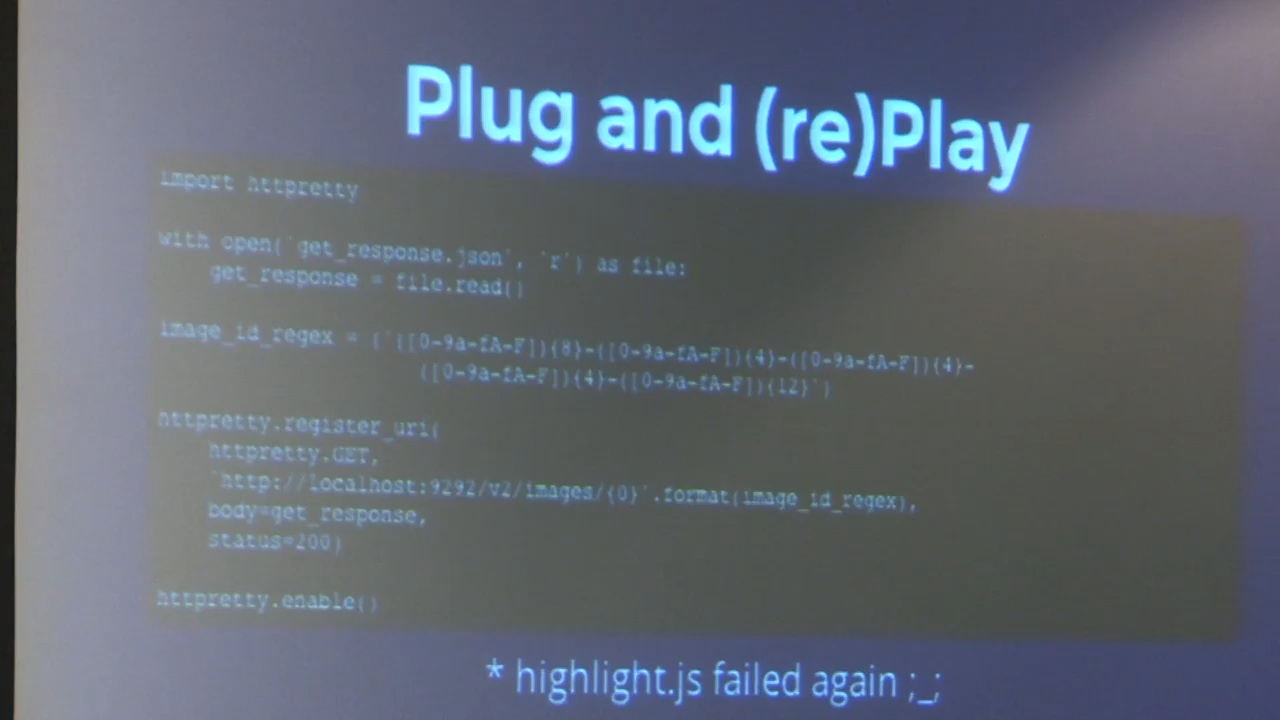 Plug and (re)Play
import httpretty
with open(`get_response.json', `r') as file:
get_response = file.read()
image_id_regex = (`([0-9a-fA-F]){8}-([0-9a-fA-F]){4}-([0-9a-fA-F]){4}-
([0-9a-fA-F]){4}-([0-9a-fA-F]){12}`)
httpretty.register_uri(
httpretty.GET,
`http://localhost:9292/v2/images/{0}`.format(image_id_regex),
body=get_response,
status=200)
httpretty.enable()
* highlight.js failed again ;_;